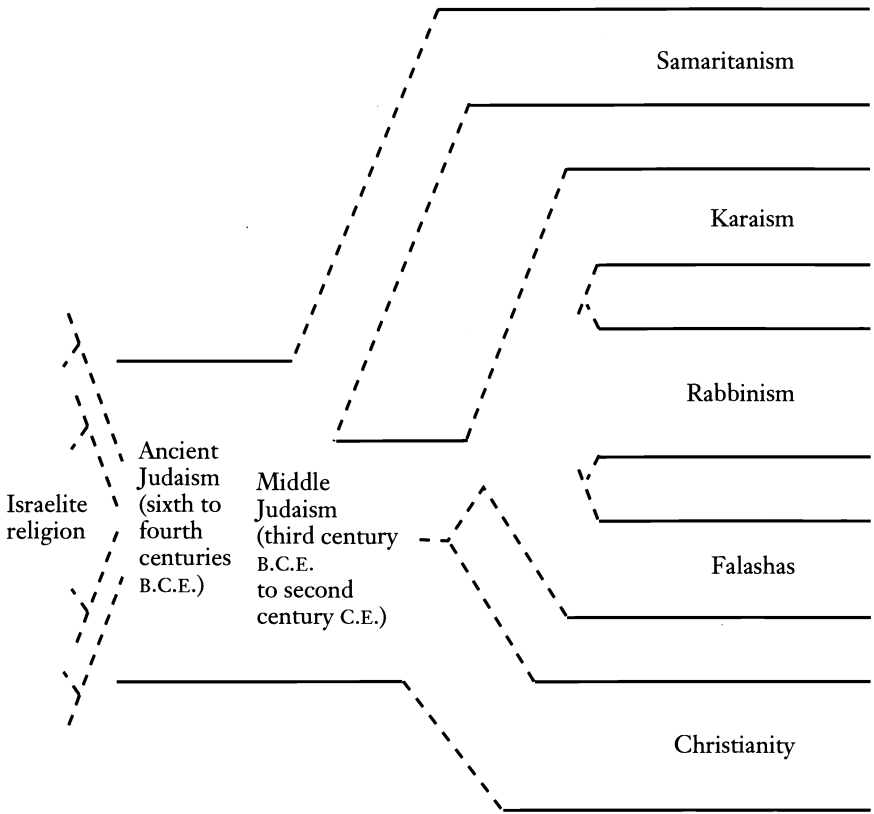 Samaritanism
Karaism
Rabbinism
Ancient
Judaism
(sixth to
fourth
centuries
B.C.E.)
Middle
Judaism
(third century
B.C.E.
to second
century C.E.)
Israelite
religion
Falashas
Christianity